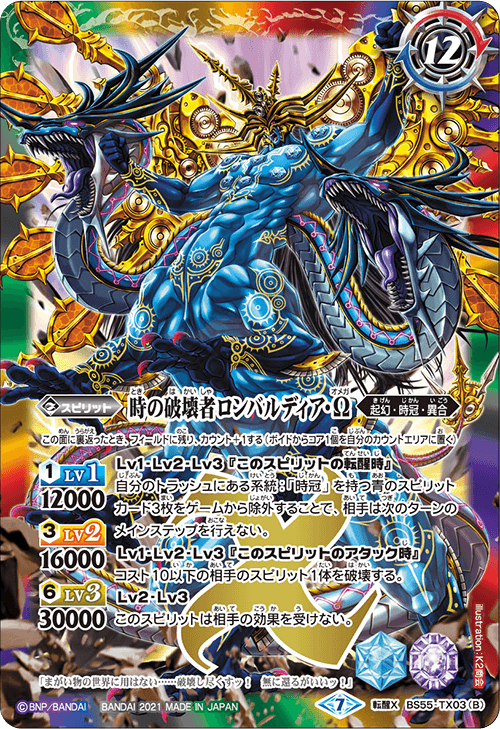 12
スピリット
時の破壊者ロンバルディア・Ω
起幻・時冠・異合
この面に裏返ったとき、フィールドに残り、カウント+1する(ボイドからコア1個を自分のカウントエリアに置く)
1 LV1
12000
3 LV2
16000
6 LV3
30000
Lv1・Lv2・Lv3『このスピリットの転醒時』
自分のトラッシュにある系統:「時冠」を持つ青のスピリット
カード3枚をゲームから除外することで、相手は次のターンの
メインステップを行えない。
Lv1・Lv2・Lv3『このスピリットのアタック時』
コスト10以下の相手のスピリット1体を破壊する。
Lv2・Lv3
このスピリットは相手の効果を受けない。
「まがい物の世界に用はない……破壊しつくすッ! 無に還るがいいッ!」
illustration:K2商会
©BNP/BANDAI BANDAI 2021 MADE IN JAPAN
7
転醒X BS55-TX03(B)